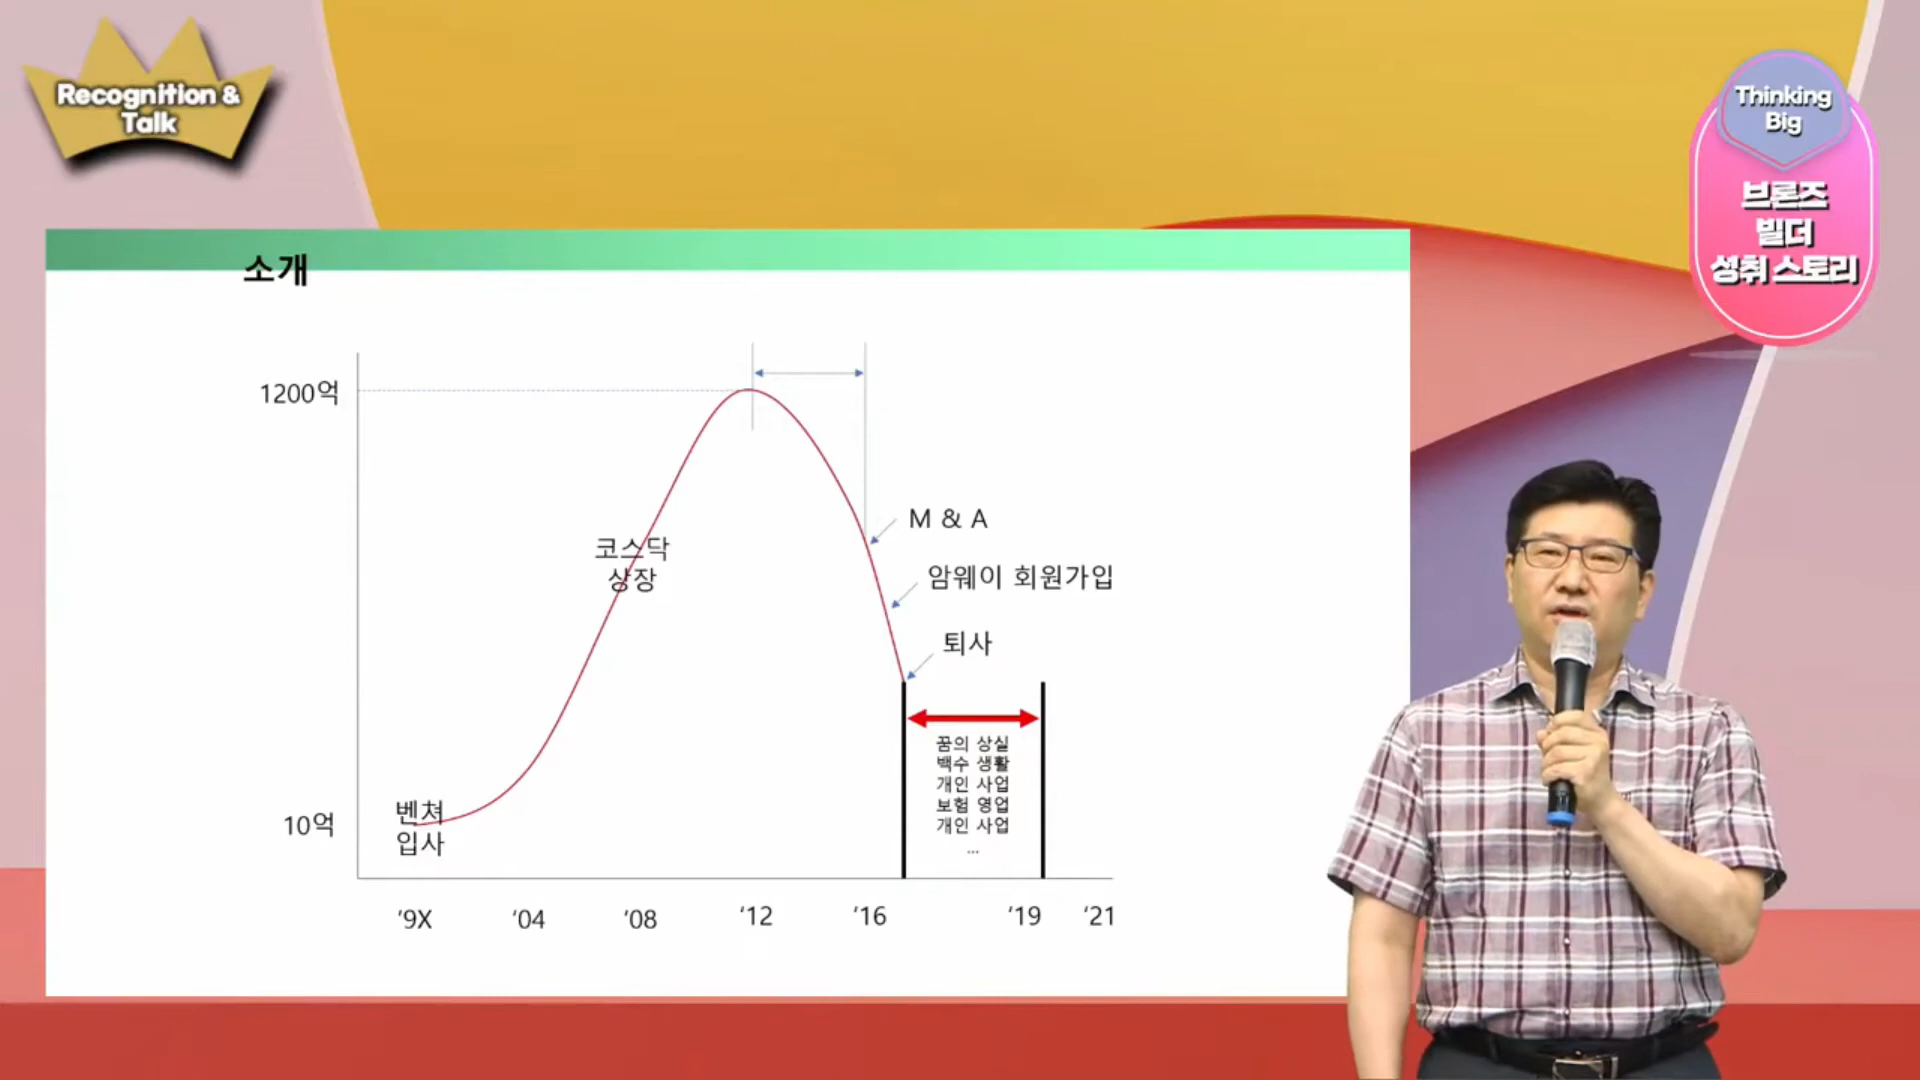 Recognition &
Talk
Thinking
Big
브론즈
빌더
성취 스토리
소개
1200억
M & A
코스닥
상장
암웨이 회원가입
퇴사
꿈의 상실
백수 생활
개인 사업
보험 영업
개인 사업
...
벤쳐
입사
10억
‘9X
‘04
‘08
‘12
‘16
‘19
‘21